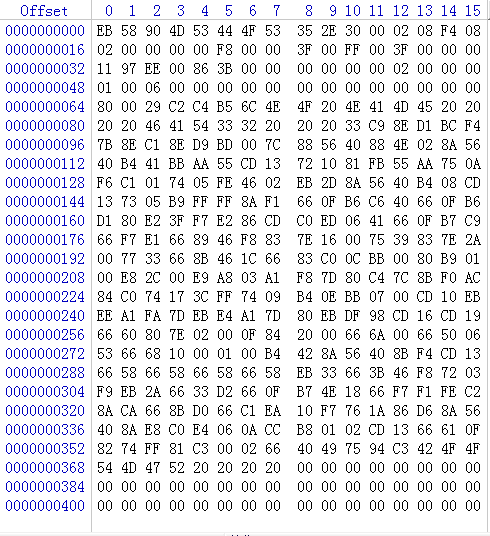 Offset 0 1 2 3 4 5 6 7 8 9 10 11 12 13 14 15
0000000000 EB 58 90 4D 53 44 4F 53 35 2E 30 00 02 08 F4 08
0000000016 02 00 00 00 00 F8 00 00 3F 00 FF 00 3F 00 00 00
0000000032 11 97 EE 00 86 3B 00 00 00 00 00 00 02 00 00 00
0000000048 01 00 06 00 00 00 00 00 00 00 00 00 00 00 00 00
0000000064 80 00 29 C2 C4 B5 6C 4E 4F 20 4E 41 4D 45 20 20
0000000080 20 20 46 41 54 33 32 20 20 20 33 C9 8E D1 BC F4
0000000096 7B 8E C1 8E D9 BD 00 7C 88 56 40 88 4E 02 8A 56
0000000112 40 B4 41 BB AA 55 CD 13 72 10 81 FB 55 AA 75 0A
0000000128 F6 C1 01 74 05 FE 46 02 EB 2D 8A 56 40 B4 08 CD
0000000144 13 73 05 B9 FF FF 8A F1 66 0F B6 C6 40 66 0F B6
0000000160 D1 80 E2 3F F7 E2 86 CD C0 ED 06 41 66 0F B7 C9
0000000176 66 F7 E1 66 89 46 F8 83 7E 16 00 75 39 83 7E 2A
0000000192 00 77 33 66 8B 46 1C 66 83 C0 0C BB 00 80 B9 01
0000000208 00 E8 2C 00 E9 A8 03 A1 F8 7D 80 C4 7C 8B F0 AC
0000000224 84 C0 74 17 3C FF 74 09 B4 0E BB 07 00 CD 10 EB
0000000240 EE A1 FA 7D EB E4 A1 7D 80 EB DF 98 CD 16 CD 19
0000000256 66 60 80 7E 02 00 0F 84 20 00 66 6A 00 66 50 06
0000000272 53 66 68 10 00 01 00 B4 42 8A 56 40 8B F4 CD 13
0000000288 66 58 66 58 66 58 66 58 EB 33 66 3B 46 F8 72 03
0000000304 F9 EB 2A 66 33 D2 66 0F B7 4E 18 66 F7 F1 FE C2
0000000320 8A CA 66 8B D0 66 C1 EA 10 F7 76 1A 86 D6 8A 56
0000000336 40 8A E8 C0 E4 06 0A CC B8 01 02 CD 13 66 61 0F
0000000352 82 74 FF 81 C3 00 02 66 40 49 75 94 C3 42 4F 4F
0000000368 54 4D 47 52 20 20 20 20 00 00 00 00 00 00 00 00
0000000384 00 00 00 00 00 00 00 00 00 00 00 00 00 00 00 00
0000000400 00 00 00 00 00 00 00 00 00 00 00 00 00 00 00 00